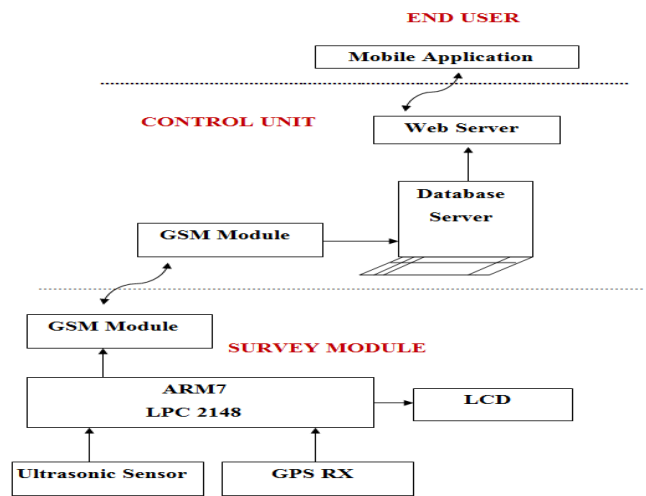 END USER
Mobile Application
CONTROL UNIT
Web Server
Database
Server
GSM Module
GSM Module
SURVEY MODULE
ARM7
LPC 2148
LCD
Ultrasonic Sensor
GPS RX